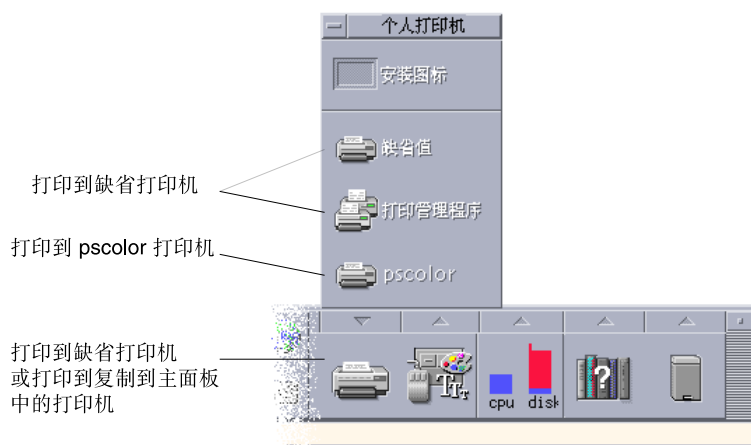 个人打印机
安装图标
缺省值
打印到缺省打印机
打印管理程序
打印到 pscolor 打印机
pscolor
打印到缺省打印机
或打印到复制到主面板
中的打印机
?
TTT
cpu disk